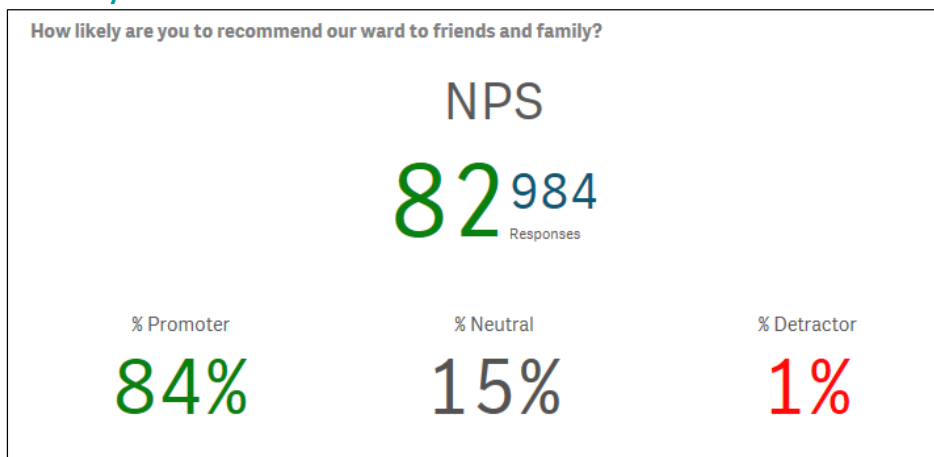 How likely are you to recommend our ward to friends and family?
NPS
82 984
Responses
% Promoter % Neutral % Detractor
84% 15% 1%